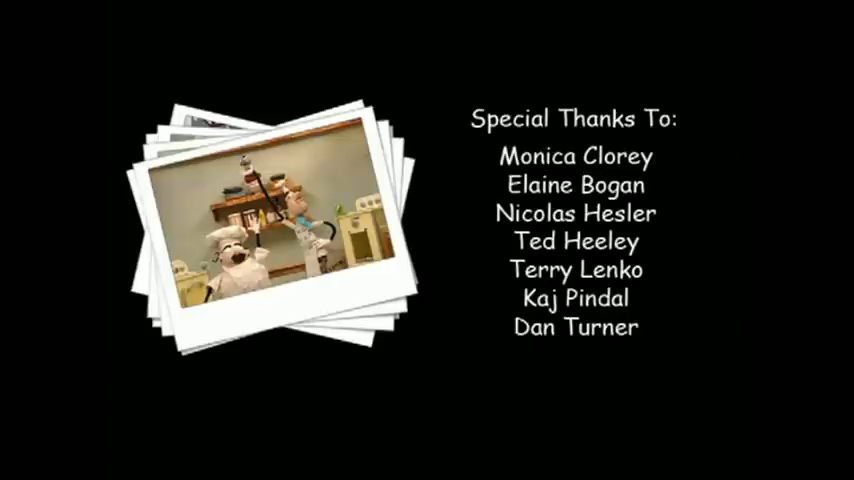 Special Thanks To:
Monica Clorey
Elaine Bogan
Nicolas Hesler
Ted Heeley
Terry Lenko
Kaj Pindal
Dan Turner